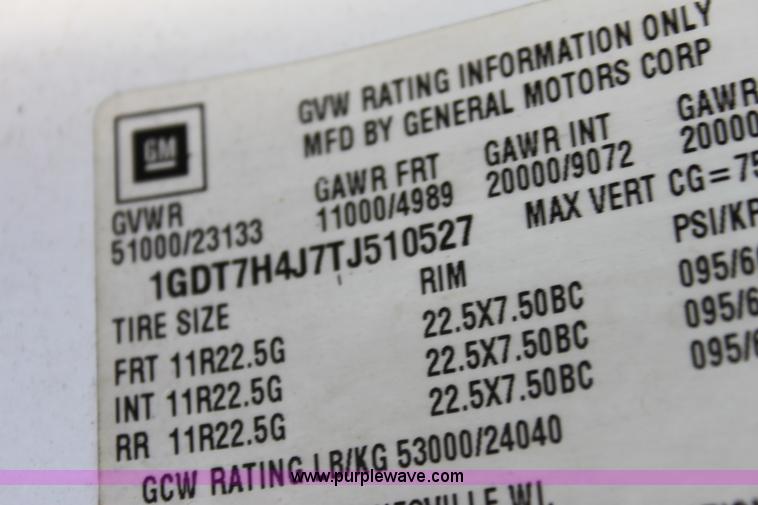 GVW RATING INFORMATION ONLY
MFD BY GENERAL MOTORS CORP
GM
GVWR GAWR FRT GAWR INT GAWR
51000/23133 11000/4989 20000/9072 20000
1GDT7H4J7TJ510527 MAX VERT CG=75
TIRE SIZE RIM PSI/KP
FRT 11R22.5G 22.5X7.50BC 095/6
INT 11R22.5G 22.5X7.50BC 095/6
RR 11R22.5G 22.5X7.50BC 095/6
GCW RATING LB/KG 53000/24040
www.purplewave.com
WI.